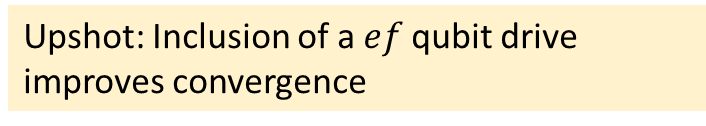 Upshot: Inclusion of a ef qubit drive
improves convergence